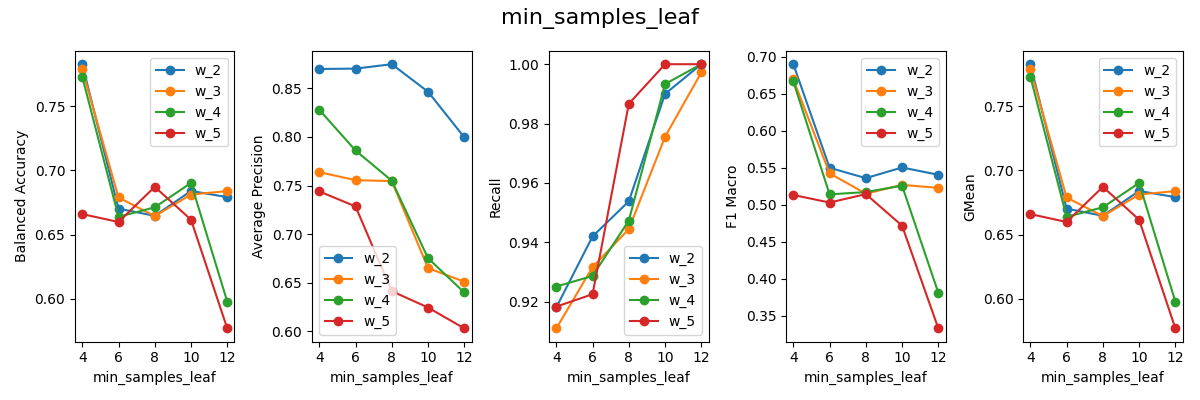 min_samples_leaf
Balanced Accuracy
0.75
0.70
0.65
0.60
w_2
w_3
w_4
w_5
4 6 8 10 12
min_samples_leaf
Average Precision
0.85
0.80
0.75
0.70
0.65
0.60
w_2
w_3
w_4
w_5
4 6 8 10 12
min_samples_leaf
Recall
1.00
0.98
0.96
0.94
0.92
w_2
w_3
w_4
w_5
4 6 8 10 12
min_samples_leaf
F1 Macro
0.70
0.65
0.60
0.55
0.50
0.45
0.40
0.35
w_2
w_3
w_4
w_5
4 6 8 10 12
min_samples_leaf
GMean
0.75
0.70
0.65
0.60
w_2
w_3
w_4
w_5
4 6 8 10 12
min_samples_leaf